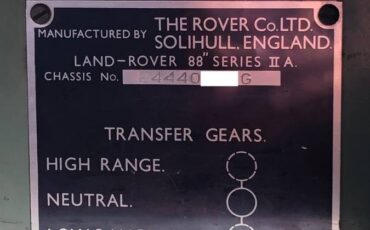 MANUFACTURED BY THE ROVER Co. LTD.
SOLIHULL, ENGLAND.
LAND-ROVER 88" SERIES II A.
CHASSIS No. 4440 G
TRANSFER GEARS.
HIGH RANGE.
NEUTRAL.